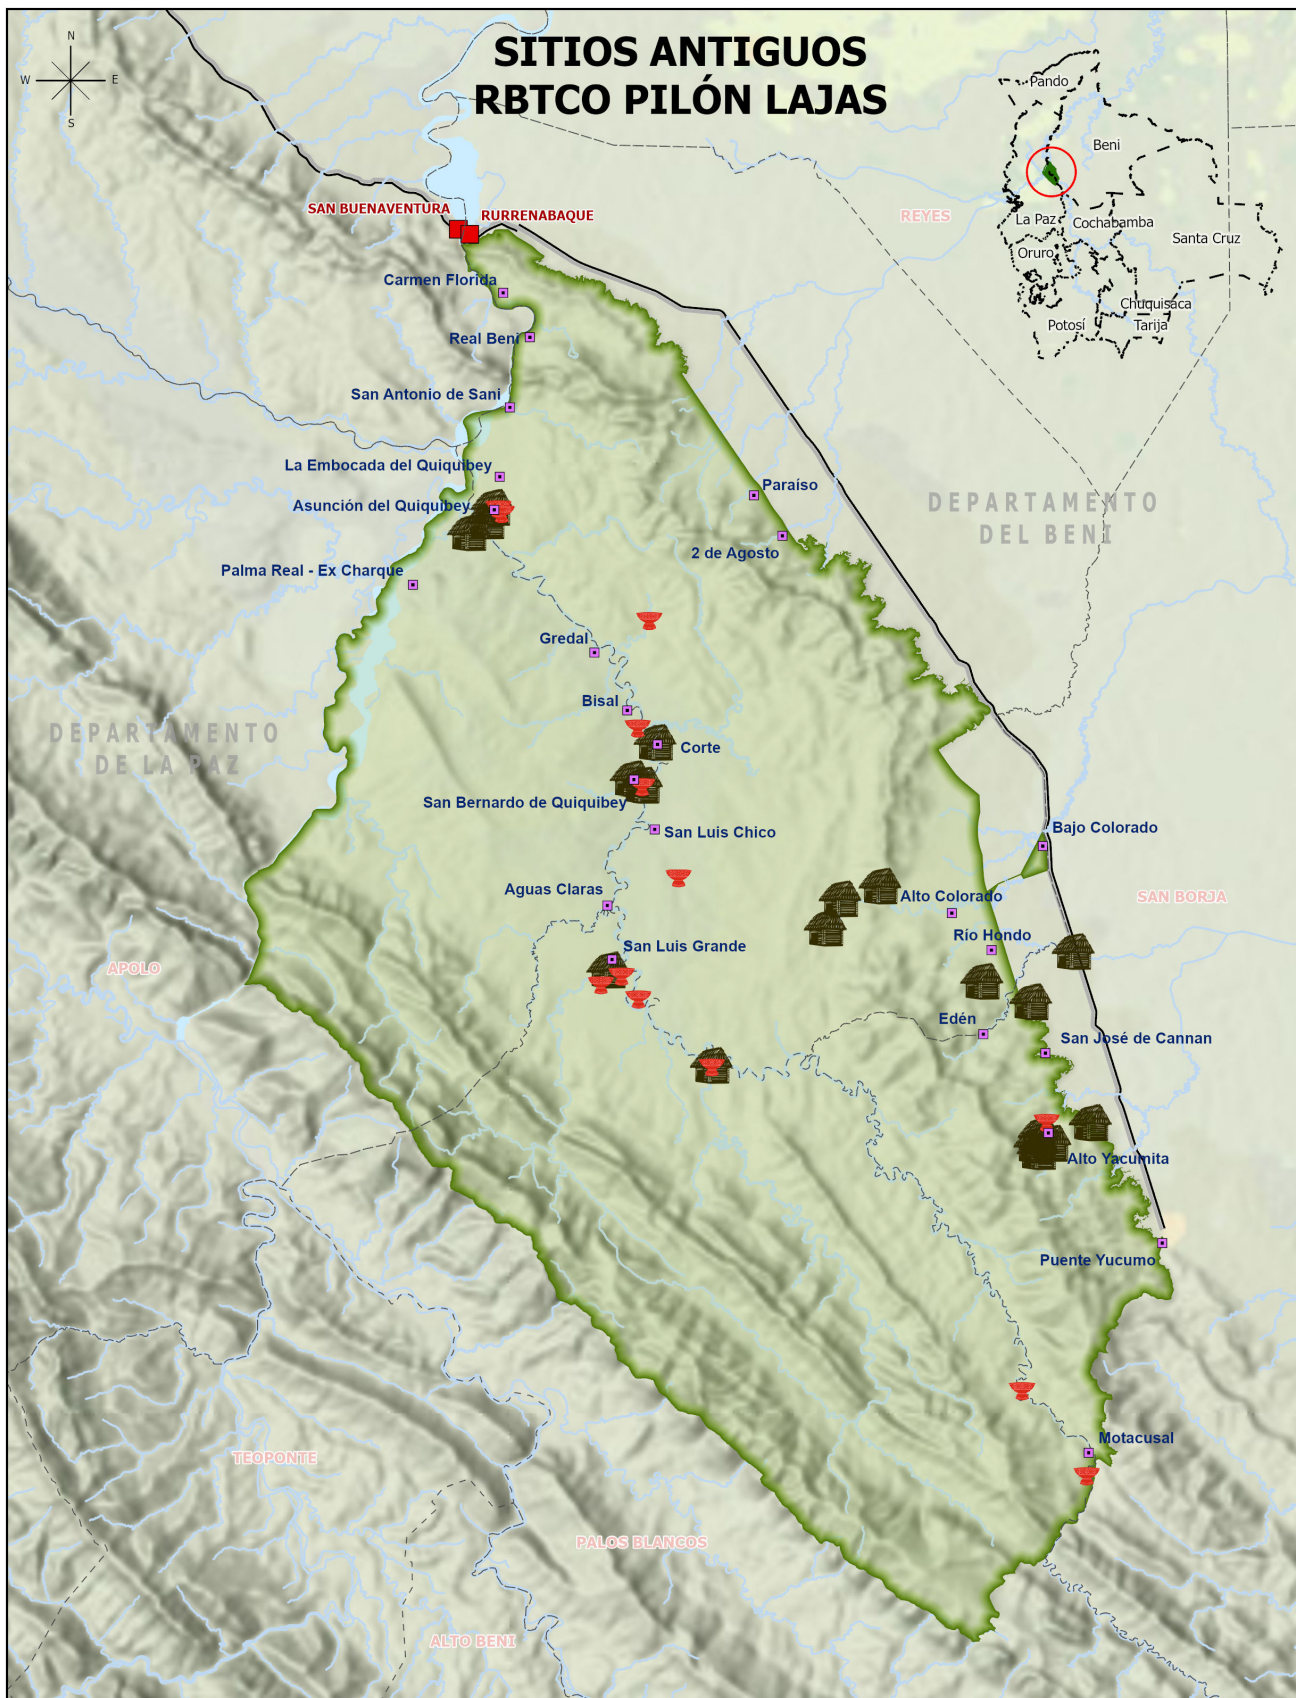 SITIOS ANTIGUOS
RBTCO PILÓN LAJAS
N
W
E
S
Pando
Beni
La Paz
Cochabamba
Santa Cruz
Oruro
Chuquisaca
Potosí
Tarija
SAN BUENAVENTURA
RURRENABAQUE
REYES
Carmen Florida
Real Beni
San Antonio de Sani
La Embocada del Quiquibey
Paraíso
Asunción del Quiquibey
DEPARTAMENTO
DEL BENI
2 de Agosto
Palma Real - Ex Charque
Gredal
Bisal
DEPARTAMENTO
DE LA PAZ
Corte
San Bernardo de Quiquibey
San Luis Chico
Bajo Colorado
Aguas Claras
Alto Colorado
SAN BORJA
Río Hondo
San Luis Grande
APOLO
Edén
San José de Cannan
Alto Yacumita
Puente Yucumo
Motacusal
TEOPONTE
PALOS BLANCOS
ALTO BENI